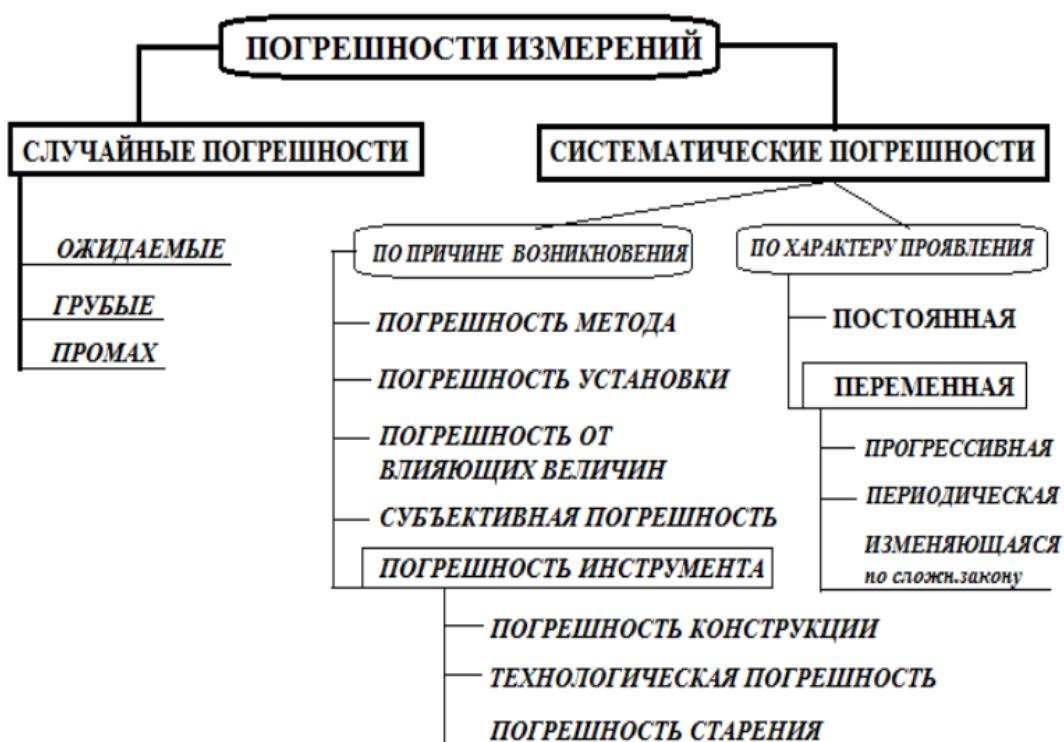 ПОГРЕШНОСТИ ИЗМЕРЕНИЙ
СЛУЧАЙНЫЕ ПОГРЕШНОСТИ
ОЖИДАЕМЫЕ
ГРУБЫЕ
ПРОМАХ
СИСТЕМАТИЧЕСКИЕ ПОГРЕШНОСТИ
ПО ПРИЧИНЕ ВОЗНИКНОВЕНИЯ
ПОГРЕШНОСТЬ МЕТОДА
ПОГРЕШНОСТЬ УСТАНОВКИ
ПОГРЕШНОСТЬ ОТ
ВЛИЯЮЩИХ ВЕЛИЧИН
СУБЪЕКТИВНАЯ ПОГРЕШНОСТЬ
ПОГРЕШНОСТЬ ИНСТРУМЕНТА
ПОГРЕШНОСТЬ КОНСТРУКЦИИ
ТЕХНОЛОГИЧЕСКАЯ ПОГРЕШНОСТЬ
ПОГРЕШНОСТЬ СТАРЕНИЯ
ПО ХАРАКТЕРУ ПРОЯВЛЕНИЯ
ПОСТОЯННАЯ
ПЕРЕМЕННАЯ
ПРОГРЕССИВНАЯ
ПЕРИОДИЧЕСКАЯ
ИЗМЕНЯЮЩАЯСЯ
по сложн.закону